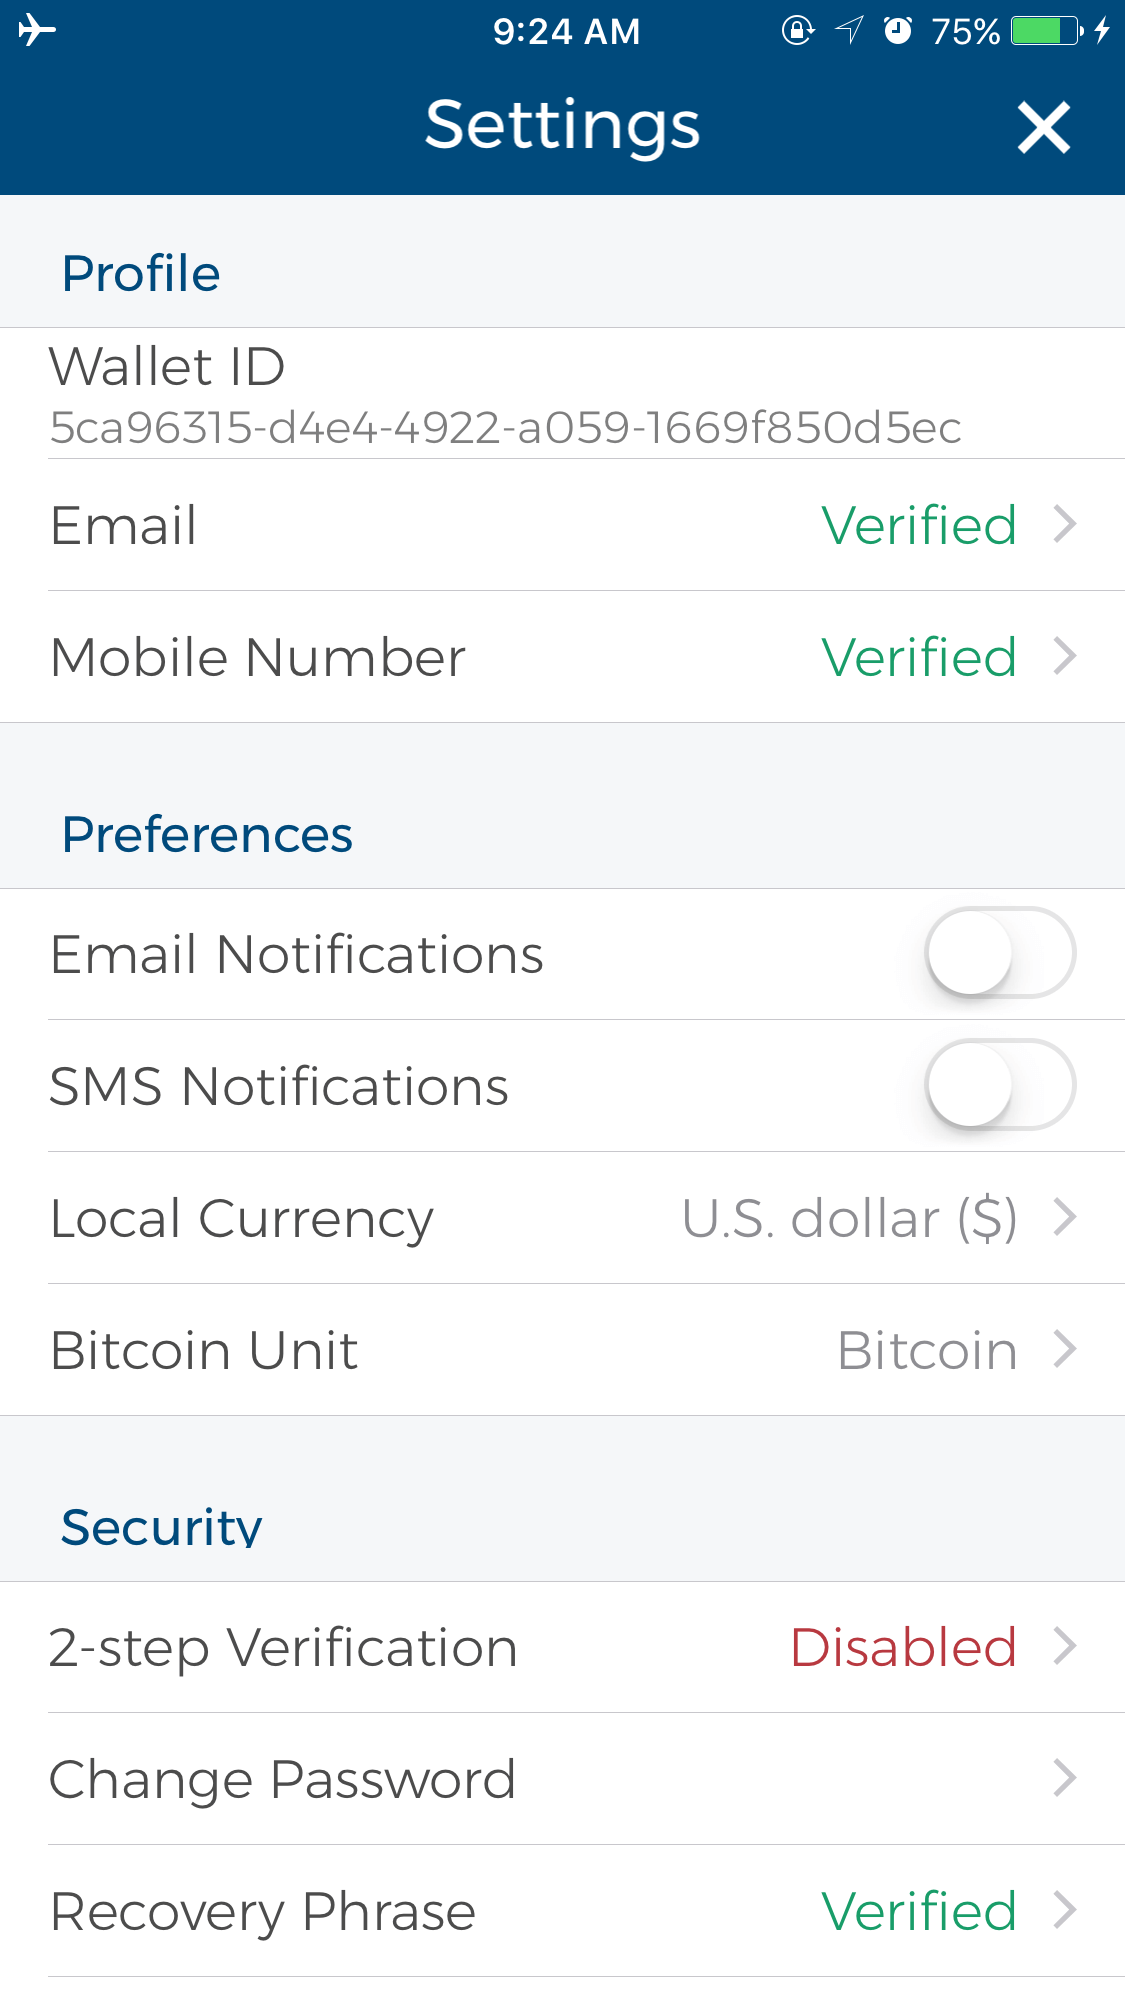 9:24 AM 75%
Settings
Profile
Wallet ID
5ca96315-d4e4-4922-a059-1669f850d5ec
Email Verified
Mobile Number Verified
Preferences
Email Notifications
SMS Notifications
Local Currency U.S. dollar ($)
Bitcoin Unit Bitcoin
Security
2-step Verification Disabled
Change Password
Recovery Phrase Verified